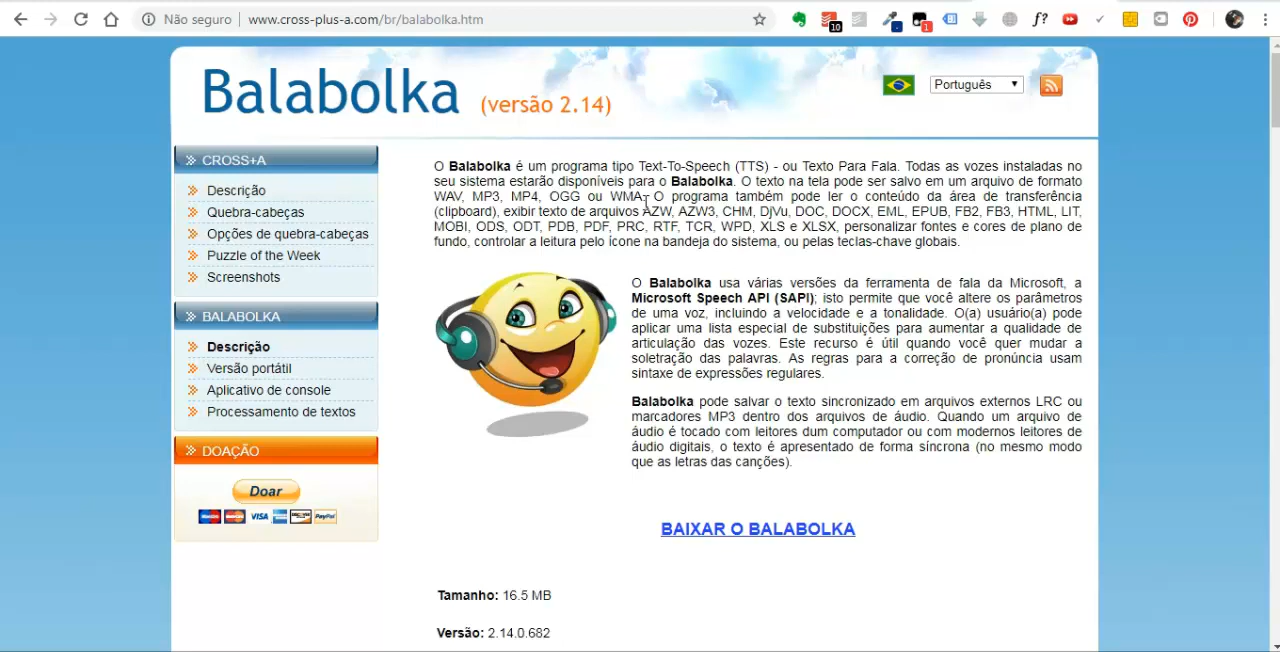 Não seguro | www.cross-plus-a.com/br/balabolka.htm
10
1
f?
Balabolka (versão 2.14)
Português
CROSS+A
Descrição
Quebra-cabeças
Opções de quebra-cabeças
Puzzle of the Week
Screenshots
BALABOLKA
Descrição
Versão portátil
Aplicativo de console
Processamento de textos
DOAÇÃO
Doar
VISA
PayPal
O Balabolka é um programa tipo Text-To-Speech (TTS) - ou Texto Para Fala. Todas as vozes instaladas no
seu sistema estarão disponíveis para o Balabolka. O texto na tela pode ser salvo em um arquivo de formato
WAV, MP3, MP4, OGG ou WMA. O programa também pode ler o conteúdo da área de transferência
(clipboard), exibir texto de arquivos AZW, AZW3, CHM, DjVu, DOC, DOCX, EML, EPUB, FB2, FB3, HTML, LIT,
MOBI, ODS, ODT, PDB, PDF, PRC, RTF, TCR, WPD, XLS e XLSX, personalizar fontes e cores de plano de
fundo, controlar a leitura pelo ícone na bandeja do sistema, ou pelas teclas-chave globais.
O Balabolka usa várias versões da ferramenta de fala da Microsoft, a
Microsoft Speech API (SAPI); isto permite que você altere os parâmetros
de uma voz, incluindo a velocidade e a tonalidade. O(a) usuário(a) pode
aplicar uma lista especial de substituições para aumentar a qualidade de
articulação das vozes. Este recurso é útil quando você quer mudar a
soletração das palavras. As regras para a correção de pronúncia usam
sintaxe de expressões regulares.
Balabolka pode salvar o texto sincronizado em arquivos externos LRC ou
marcadores MP3 dentro dos arquivos de áudio. Quando um arquivo de
áudio é tocado com leitores dum computador ou com modernos leitores de
áudio digitais, o texto é apresentado de forma síncrona (no mesmo modo
que as letras das canções).
BAIXAR O BALABOLKA
Tamanho: 16.5 MB
Versão: 2.14.0.682